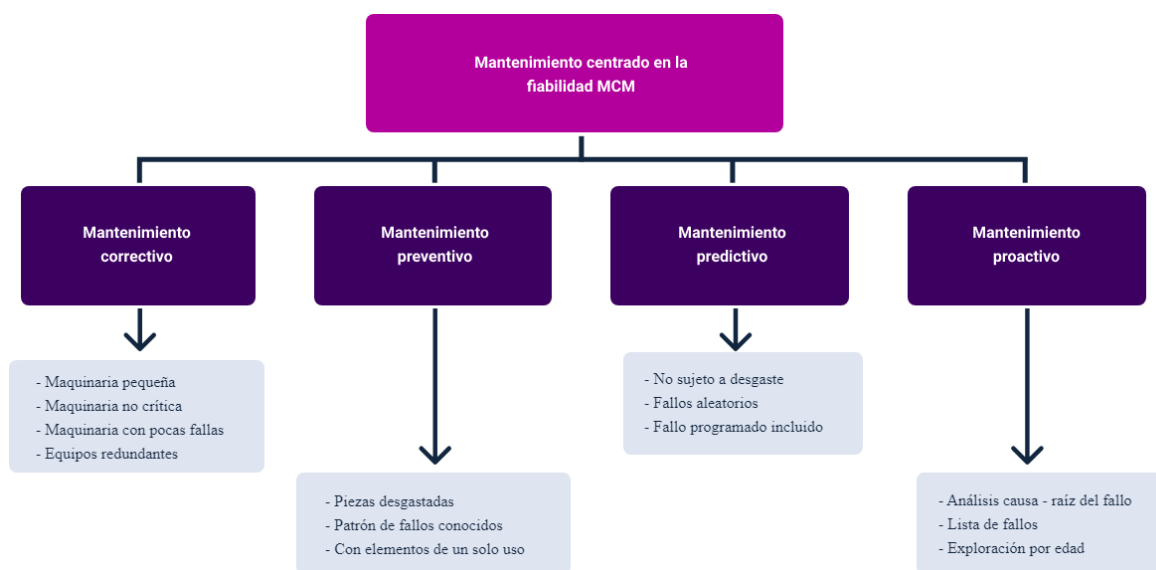 Mantenimiento centrado en la
fiabilidad MCM
Mantenimiento
correctivo
Mantenimiento
preventivo
Mantenimiento
predictivo
Mantenimiento
proactivo
- Maquinaria pequeña
- Maquinaria no crítica
- Maquinaria con pocas fallas
- Equipos redundantes
- Piezas desgastadas
- Patrón de fallos conocidos
- Con elementos de un solo uso
- No sujeto a desgaste
- Fallos aleatorios
- Fallo programado incluido
- Análisis causa - raíz del fallo
- Lista de fallos
- Exploración por edad